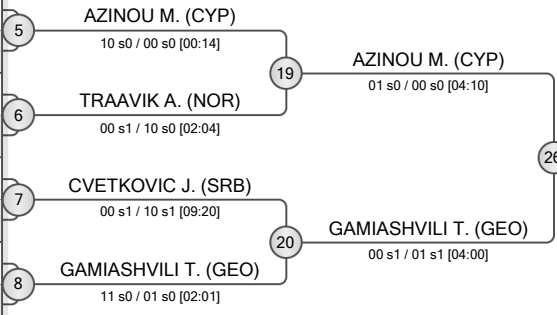 AZINOU M. (CYP)
5
10 s0 / 00 s0 [00:14]
19
AZINOU M. (CYP)
01 s0 / 00 s0 [04:10]
TRAAVIK A. (NOR)
6
00 s1 / 10 s0 [02:04]
26
CVETKOVIC J. (SRB)
7
00 s1 / 10 s1 [09:20]
20
GAMIASHVILI T. (GEO)
00 s1 / 01 s1 [04:00]
GAMIASHVILI T. (GEO)
8
11 s0 / 01 s0 [02:01]